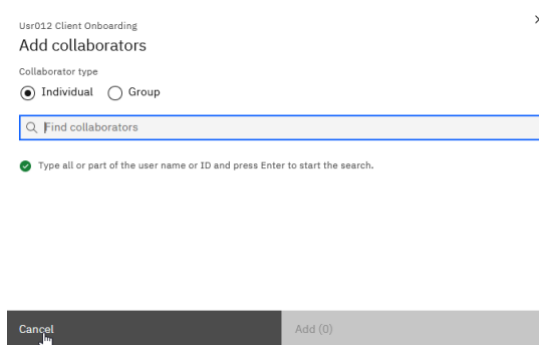 Usr012 Client Onboarding
Add collaborators
Collaborator type
Individual Group
Find collaborators
Type all or part of the user name or ID and press Enter to start the search.
Cancel Add (0)